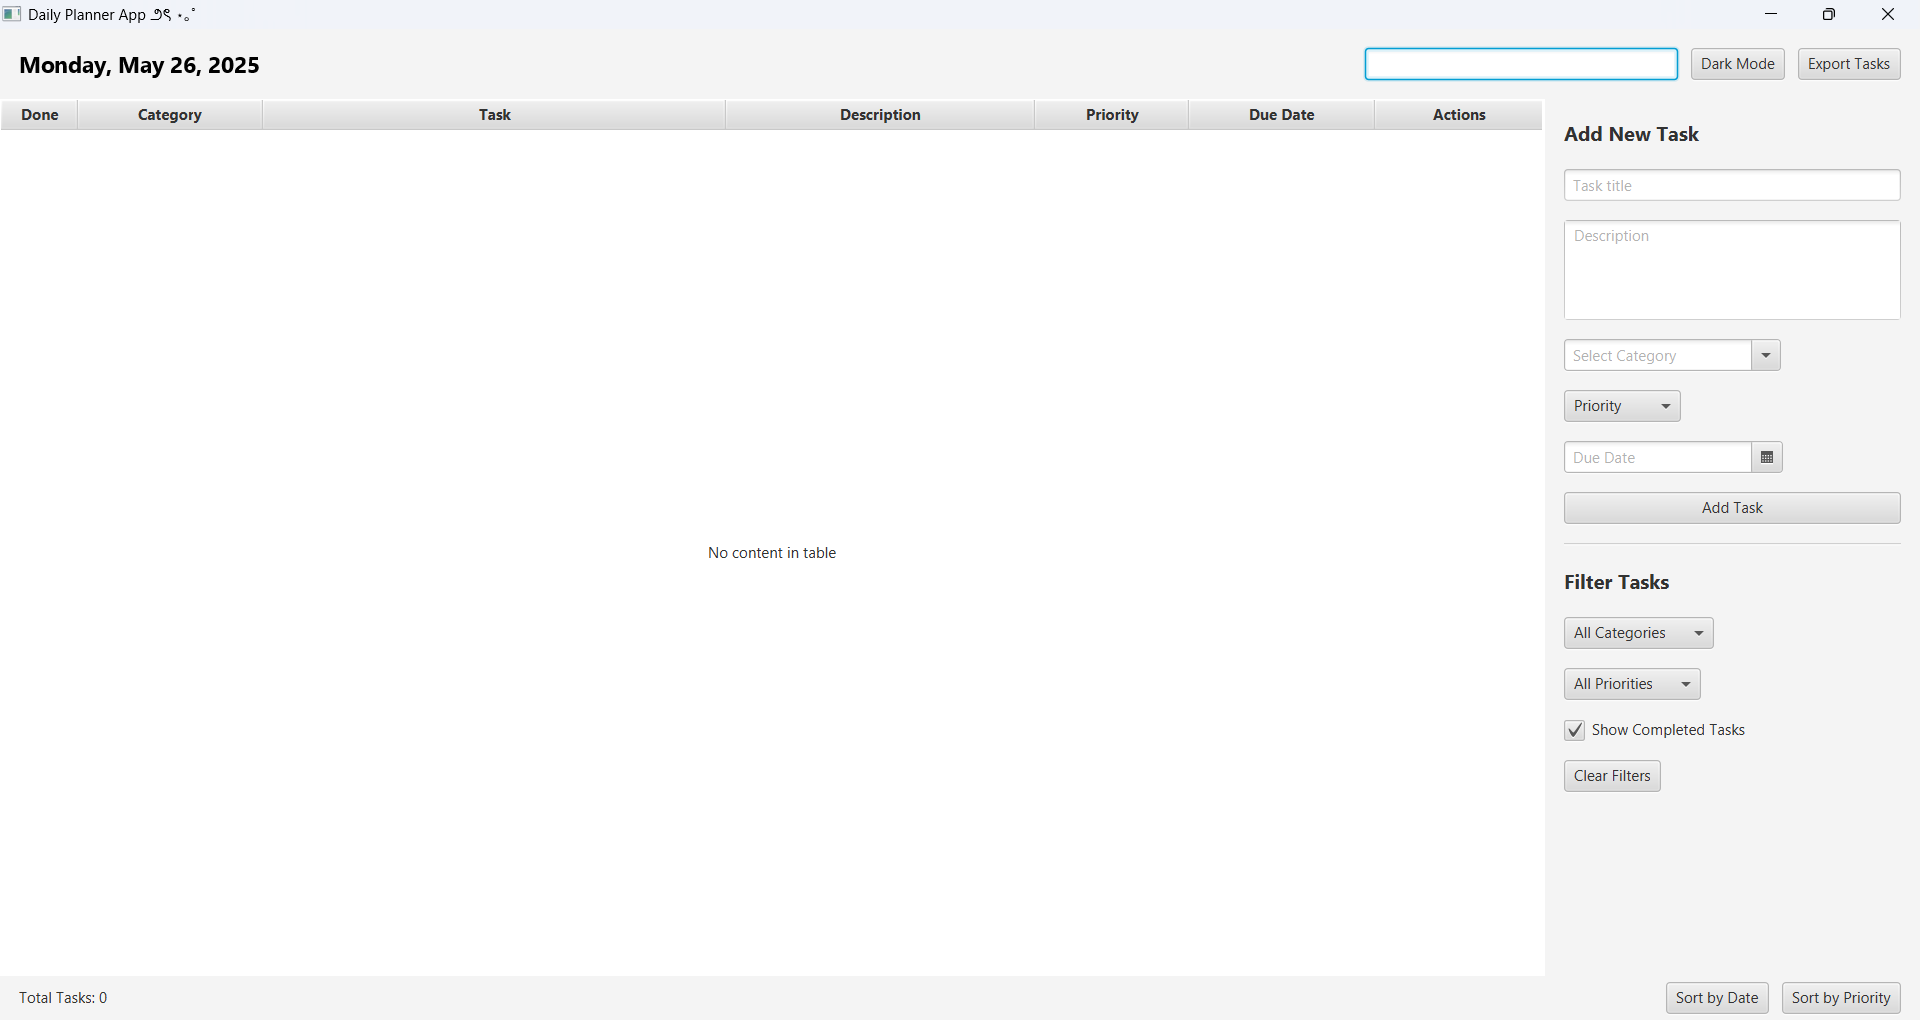 Daily Planner App ౨ৎ ⋆｡˚
Monday, May 26, 2025
Dark Mode
Export Tasks
Done Category Task Description Priority Due Date Actions
No content in table
Add New Task
Task title
Description
Select Category
Priority
Due Date
Add Task
Filter Tasks
All Categories
All Priorities
Show Completed Tasks
Clear Filters
Total Tasks: 0
Sort by Date
Sort by Priority